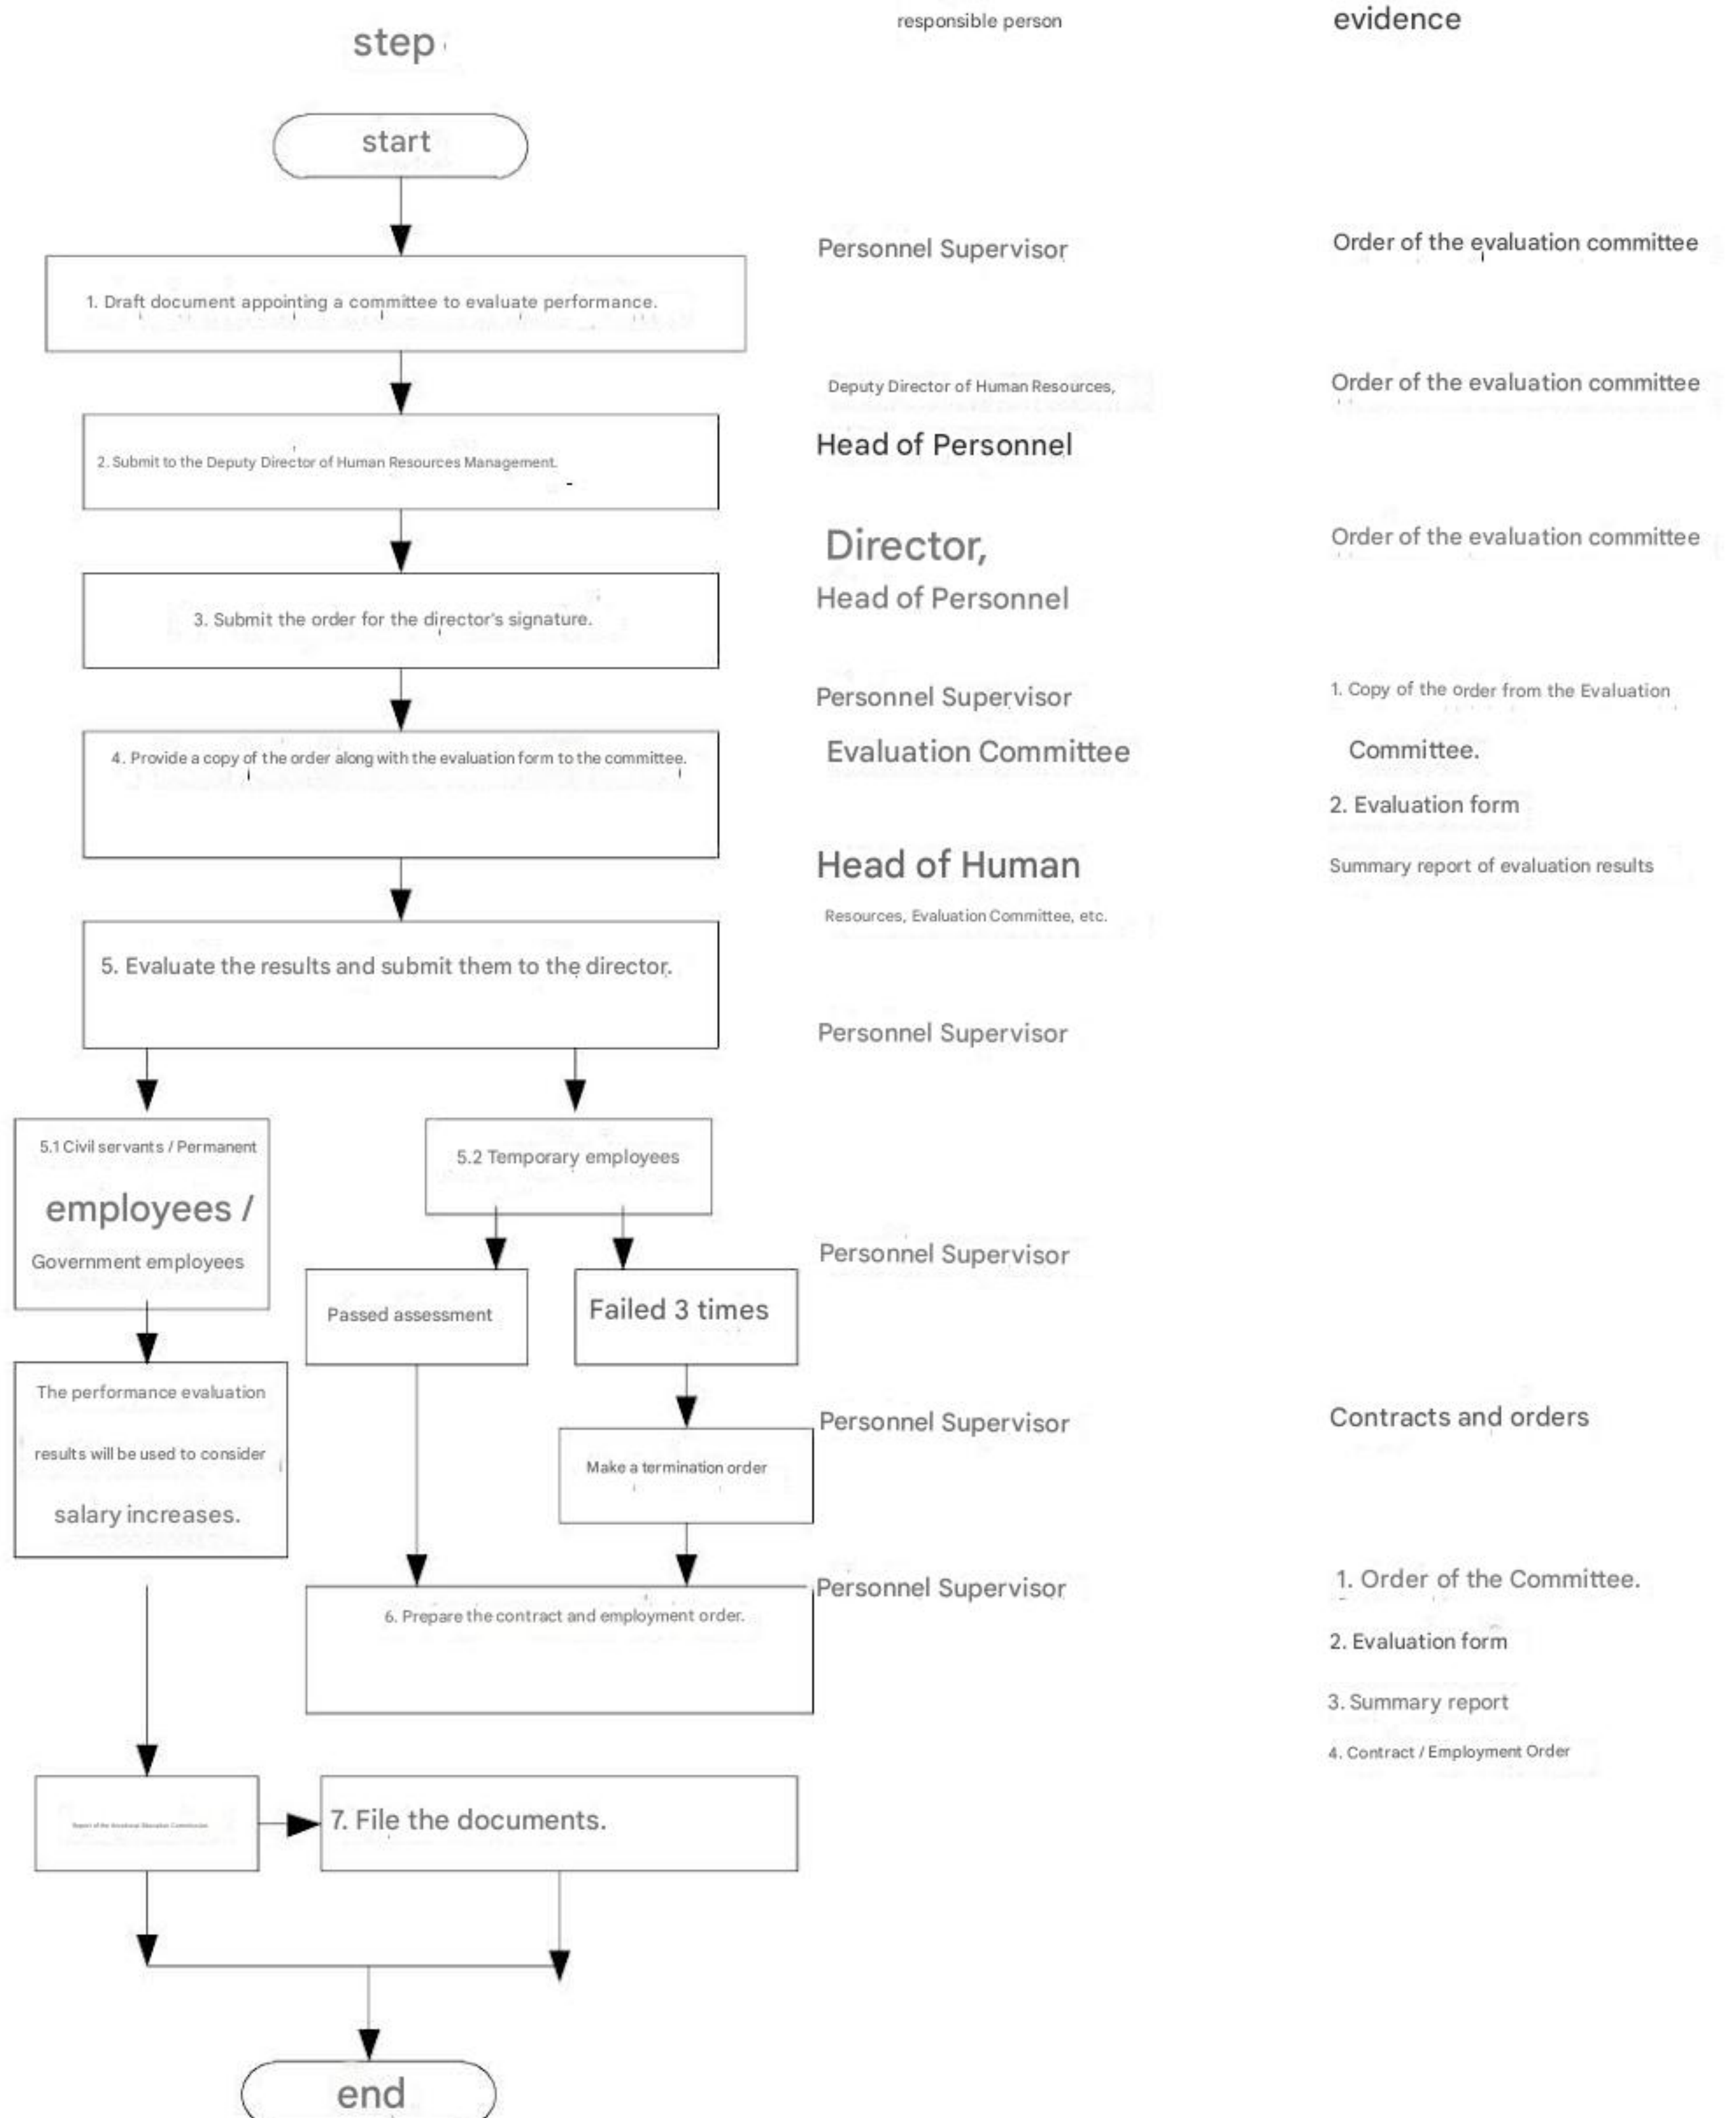 step
responsible person
evidence
start
Personnel Supervisor
Order of the evaluation committee
1. Draft document appointing a committee to evaluate performance.
Deputy Director of Human Resources,
Order of the evaluation committee
Head of Personnel
2. Submit to the Deputy Director of Human Resources Management.
Director,
Order of the evaluation committee
Head of Personnel
3. Submit the order for the director's signature.
Personnel Supervisor
1. Copy of the order from the Evaluation
Evaluation Committee
Committee.
4. Provide a copy of the order along with the evaluation form to the committee.
2. Evaluation form
Head of Human
Summary report of evaluation results
Resources, Evaluation Committee, etc.
5. Evaluate the results and submit them to the director.
Personnel Supervisor
5.1 Civil servants / Permanent
employees /
Government employees
5.2 Temporary employees
Personnel Supervisor
Passed assessment
Failed 3 times
The performance evaluation
results will be used to consider
salary increases.
Personnel Supervisor
Contracts and orders
Make a termination order
Personnel Supervisor
1. Order of the Committee.
6. Prepare the contract and employment order.
2. Evaluation form
3. Summary report
4. Contract / Employment Order
Report of the Vocational Education Commission
7. File the documents.
end